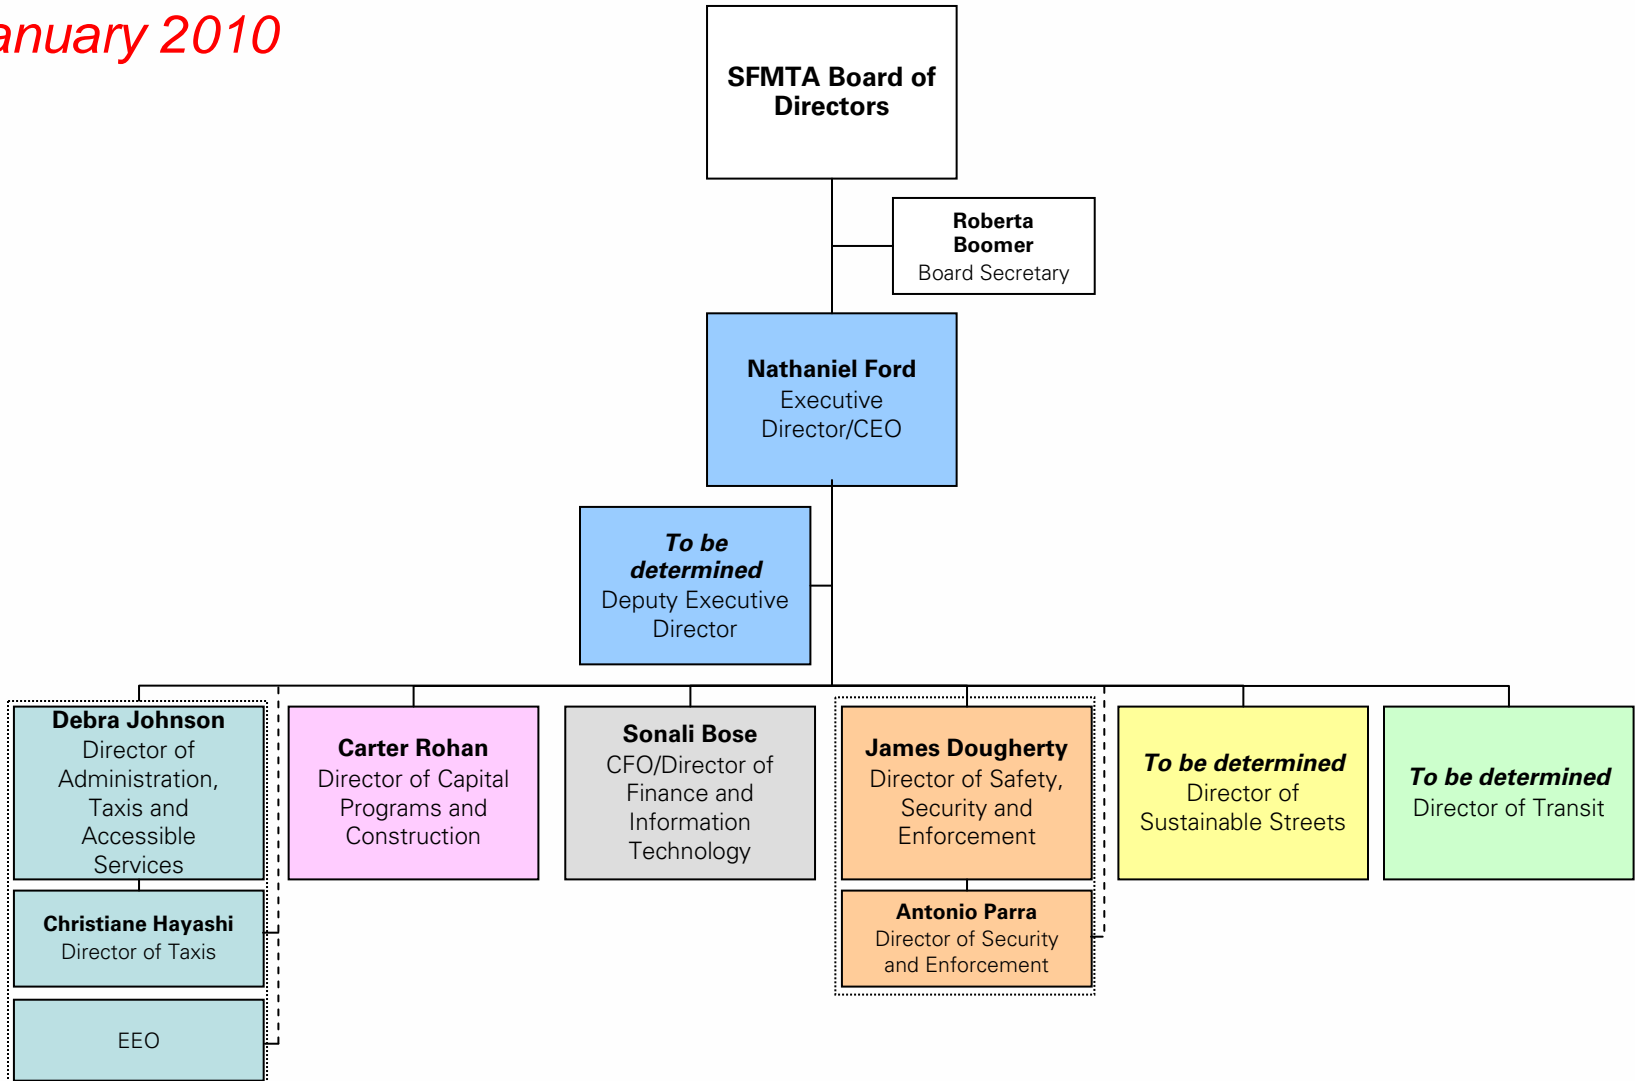 anuary 2010
SFMTA Board of
Directors
Roberta
Boomer
Board Secretary
Nathaniel Ford
Executive
Director/CEO
To be
determined
Deputy Executive
Director
Debra Johnson
Director of
Administration,
Taxis and
Accessible
Services
Carter Rohan
Director of Capital
Programs and
Construction
Sonali Bose
CFO/Director of
Finance and
Information
Technology
James Dougherty
Director of Safety,
Security and
Enforcement
To be determined
Director of
Sustainable Streets
To be determined
Director of Transit
Christiane Hayashi
Director of Taxis
Antonio Parra
Director of Security
and Enforcement
EEO